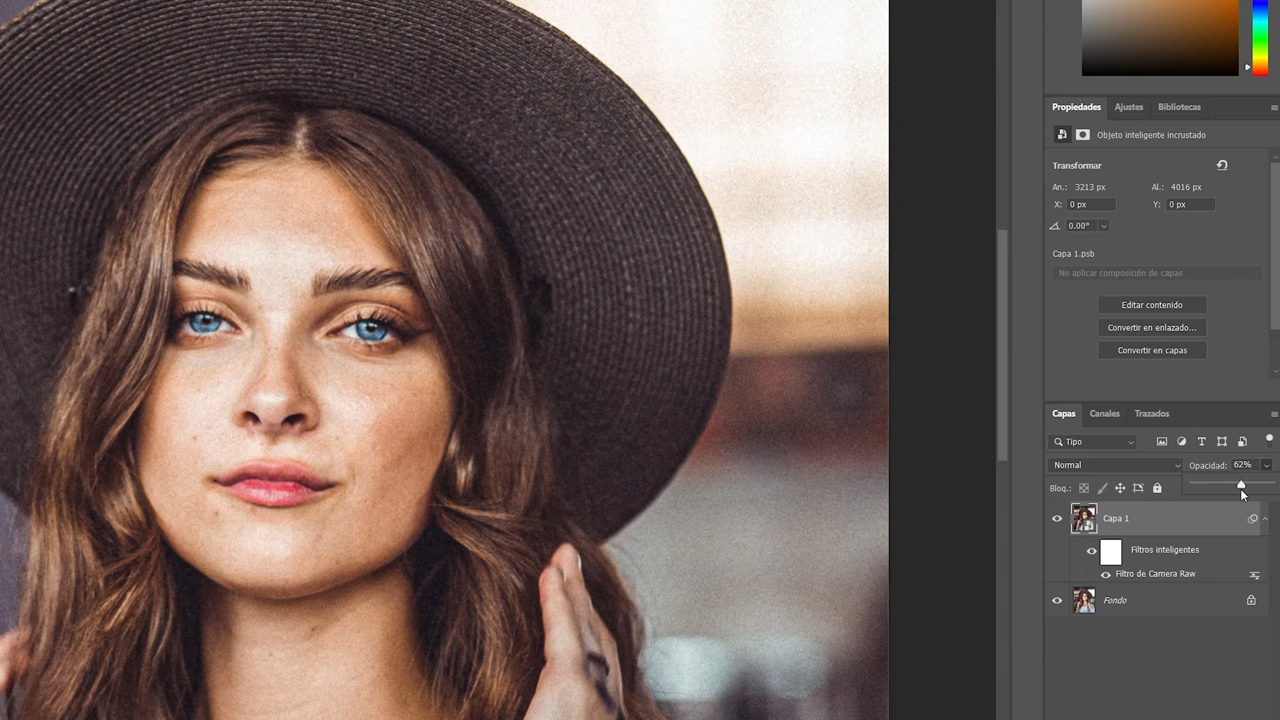 Propiedades Ajustes Bibliotecas
Objeto inteligente incrustado
Transformar
An.: 3213 px Al.: 4016 px
X: 0 px Y: 0 px
0.00°
Capa 1.psb
No aplicar composición de capas
Editar contenido
Convertir en enlazado...
Convertir en capas
Capas Canales Trazados
Tipo
Normal Opacidad: 62%
Bloq.:
Capa 1
Filtros inteligentes
Filtro de Camera Raw
Fondo